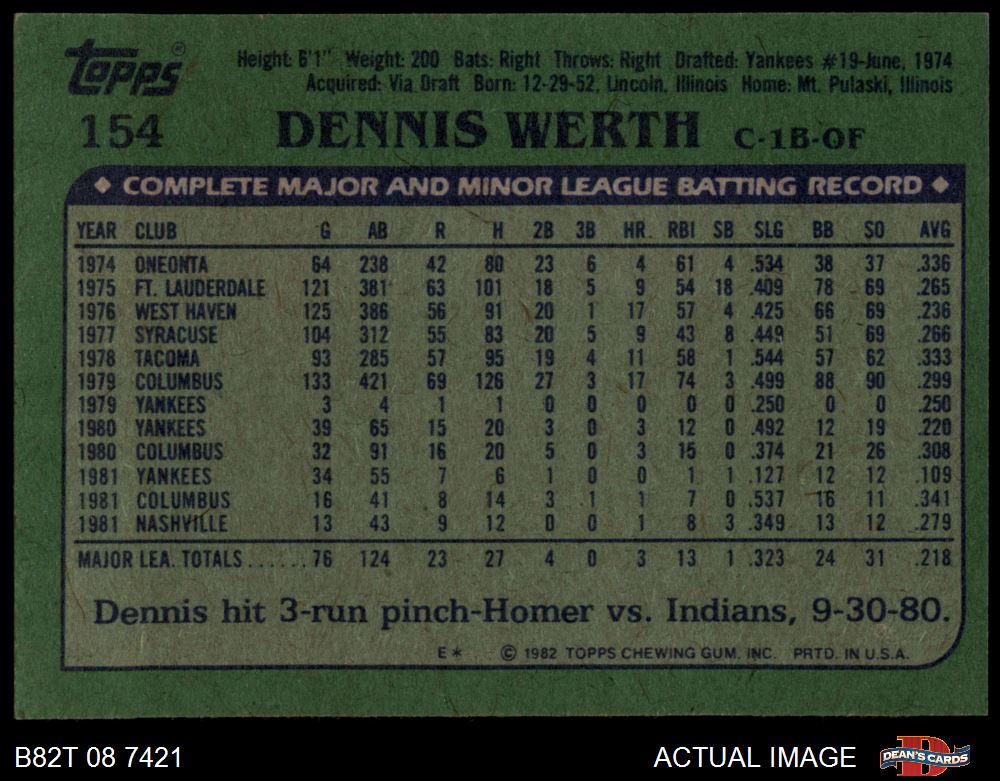 Topps®
Height: 6'1" Weight: 200 Bats: Right Throws: Right Drafted: Yankees #19-June, 1974
Acquired: Via Draft Born: 12-29-52, Lincoln, Illinois Home: Mt. Pulaski, Illinois
154 DENNIS WERTH C-1B-OF
◆ COMPLETE MAJOR AND MINOR LEAGUE BATTING RECORD ◆
YEAR CLUB G AB R H 2B 3B HR. RBI SB SLG BB SO AVG
1974 ONEONTA 64 238 42 80 23 6 4 61 4 .534 38 37 .336
1975 FT. LAUDERDALE 121 381 63 101 18 5 9 54 18 .409 78 69 .265
1976 WEST HAVEN 125 386 56 91 20 1 17 57 4 .425 66 69 .236
1977 SYRACUSE 104 312 55 83 20 5 9 43 8 .449 51 69 .266
1978 TACOMA 93 285 57 95 19 4 11 58 1 .544 57 62 .333
1979 COLUMBUS 133 421 69 126 27 3 17 74 3 .499 88 90 .299
1979 YANKEES 3 4 1 1 0 0 0 0 0 .250 0 0 .250
1980 YANKEES 39 65 15 20 3 0 3 12 0 .492 12 19 .220
1980 COLUMBUS 32 91 16 20 5 0 3 15 0 .374 21 26 .308
1981 YANKEES 34 55 7 6 1 0 0 1 1 .127 12 12 .109
1981 COLUMBUS 16 41 8 14 3 1 1 7 0 .537 16 11 .341
1981 NASHVILLE 13 43 9 12 0 0 1 8 3 .349 13 12 .279
MAJOR LEA. TOTALS ...... 76 124 23 27 4 0 3 13 1 .323 24 31 .218
Dennis hit 3-run pinch-Homer vs. Indians, 9-30-80.
E* © 1982 TOPPS CHEWING GUM, INC. PRTD. IN U.S.A.
B82T 08 7421 ACTUAL IMAGE DEAN'S CARDS